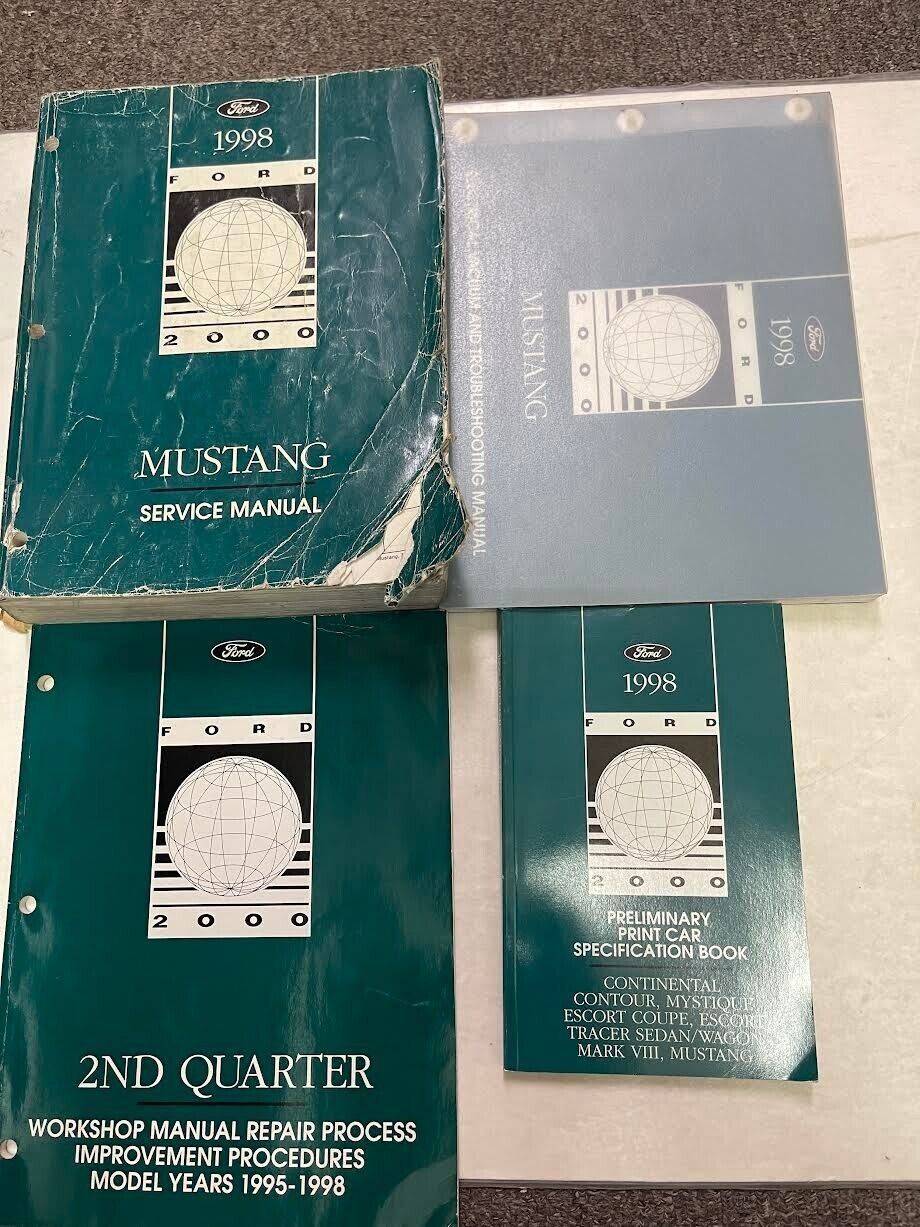 Ford
1998
FORD
2000
MUSTANG
SERVICE MANUAL
Mustang.
Ford
1998
FORD
2000
MUSTANG
VACUUM AND TROUBLESHOOTING MANUAL
Ford
FORD
2000
2ND QUARTER
WORKSHOP MANUAL REPAIR PROCESS
IMPROVEMENT PROCEDURES
MODEL YEARS 1995-1998
Ford
1998
FORD
2000
PRELIMINARY
PRINT CAR
SPECIFICATION BOOK
CONTINENTAL
CONTOUR, MYSTIQUE,
ESCORT COUPE, ESCORT
TRACER SEDAN/WAGON
MARK VIII, MUSTANG